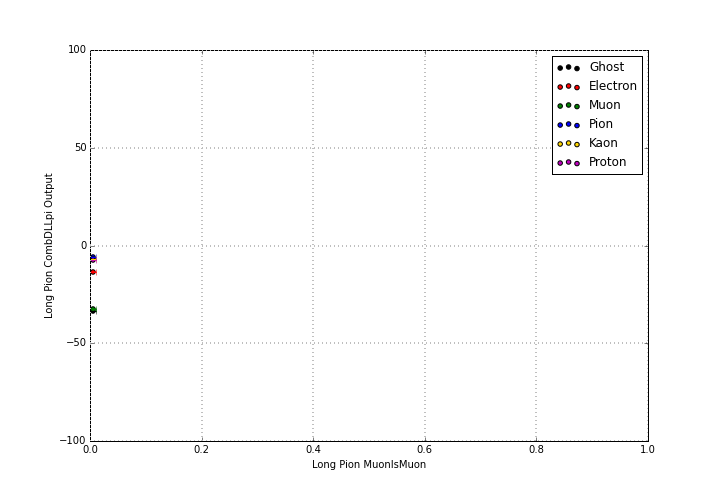 100
50
0
−50
−100
0.0 0.2 0.4 0.6 0.8 1.0
Long Pion MuonIsMuon
Long Pion CombDLLpi Output
Ghost
Electron
Muon
Pion
Kaon
Proton